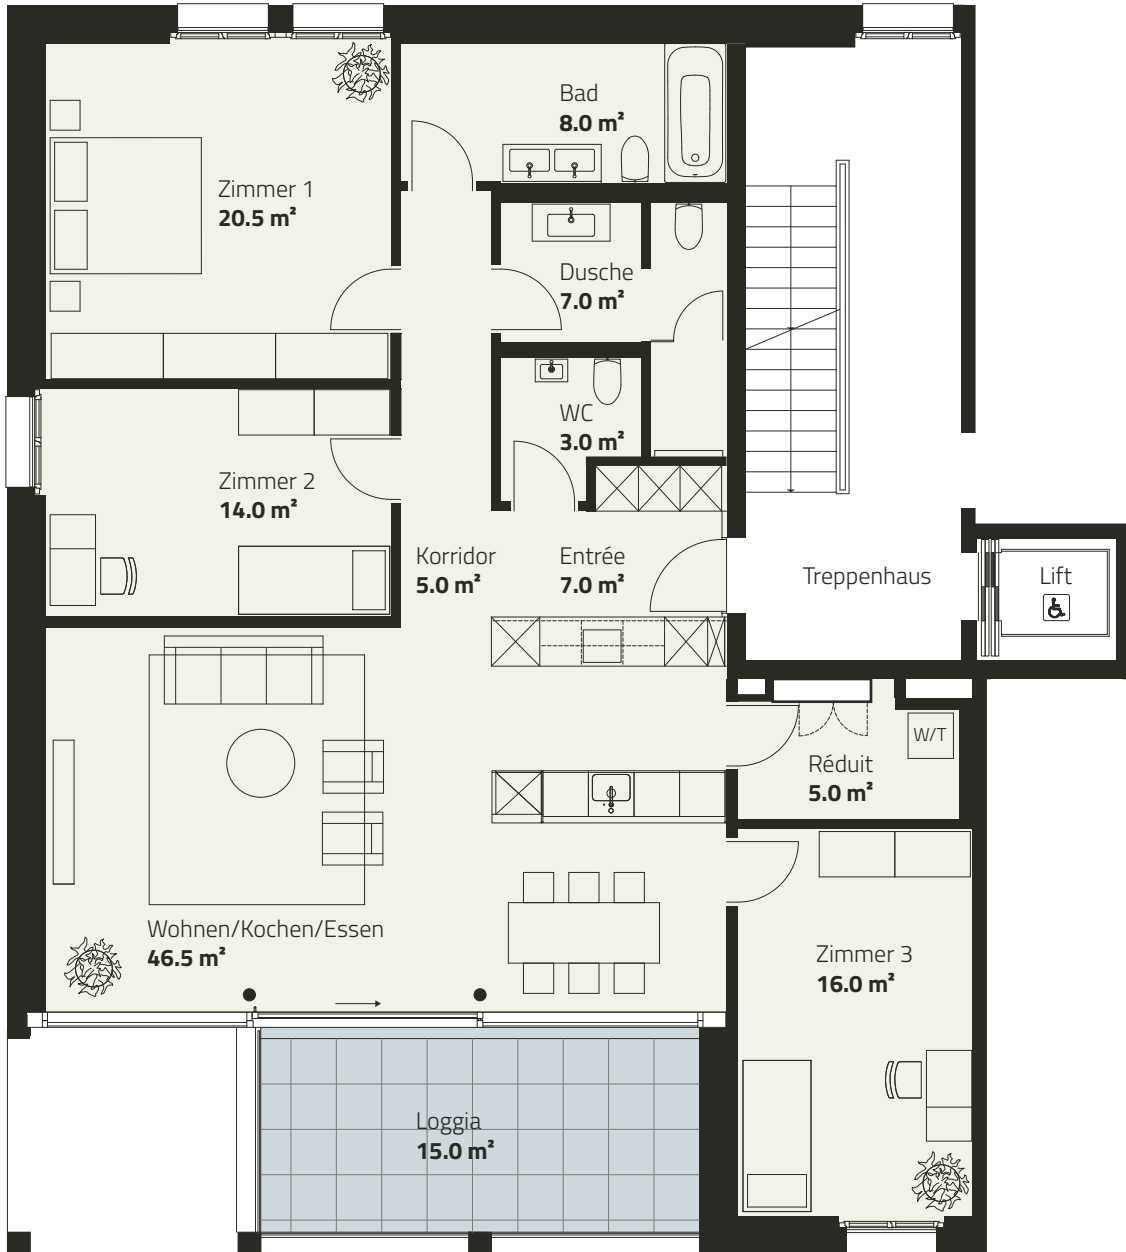 Bad
8.0 m²
Zimmer 1
20.5 m²
Dusche
7.0 m²
WC
3.0 m²
Zimmer 2
14.0 m²
Korridor
5.0 m²
Entrée
7.0 m²
Treppenhaus
Lift
W/T
Réduit
5.0 m²
Wohnen/Kochen/Essen
46.5 m²
Zimmer 3
16.0 m²
Loggia
15.0 m²